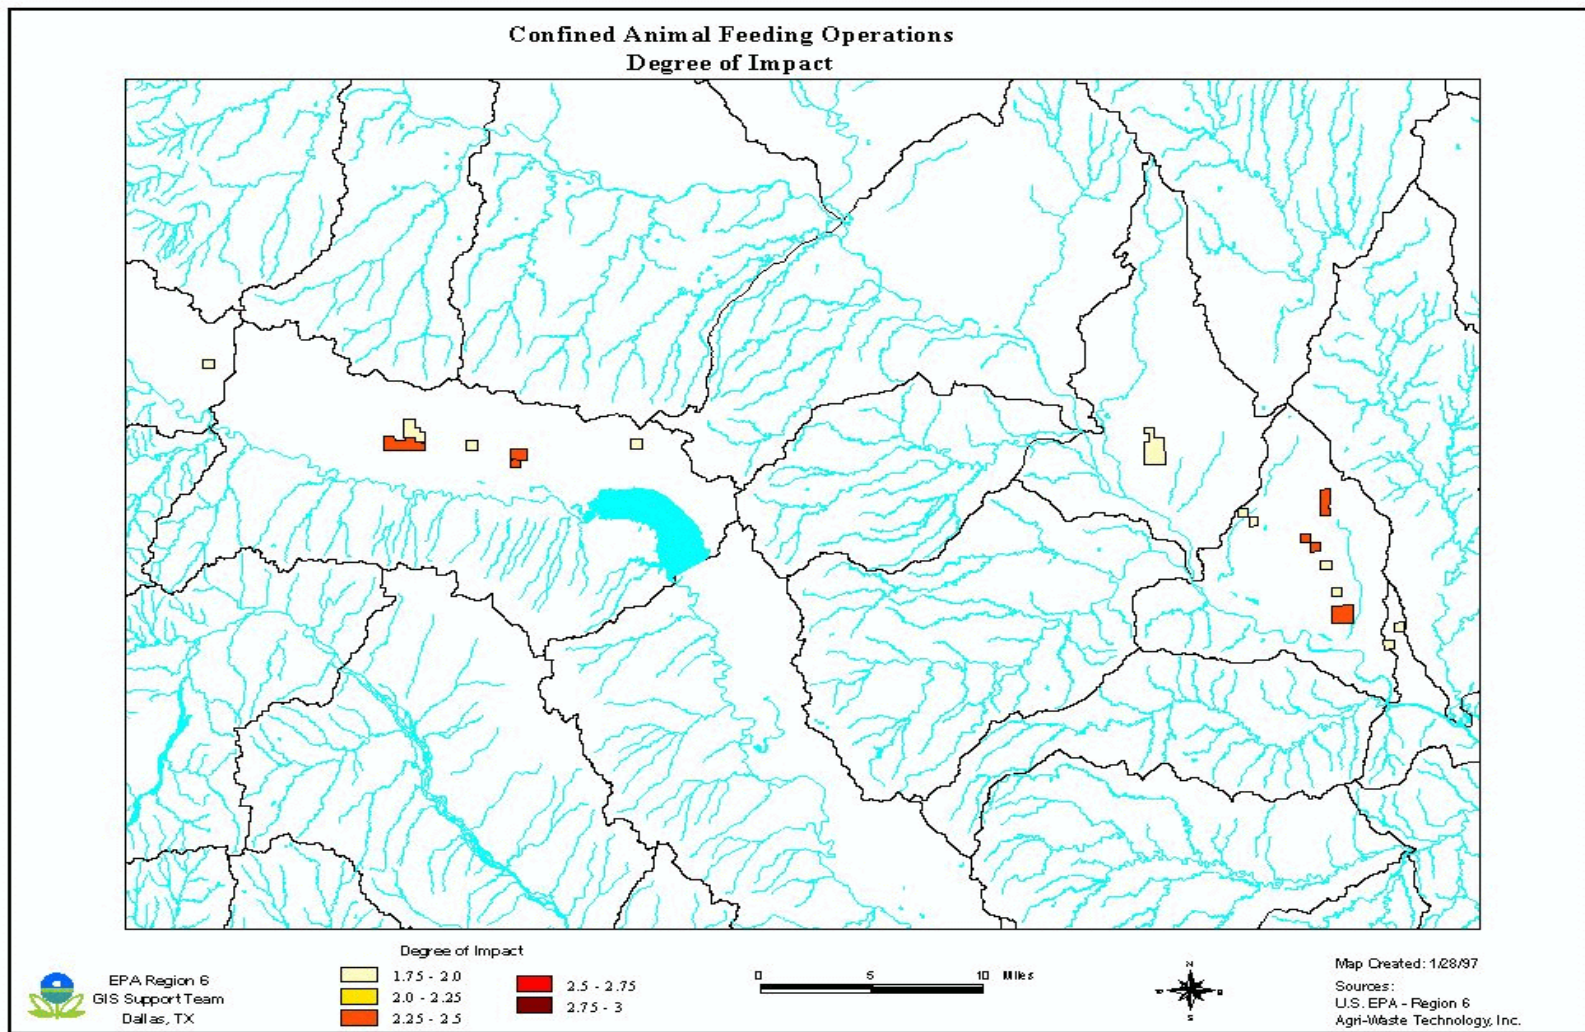 Confined Animal Feeding Operations
Degree of Impact
Degree of Impact
1.75 - 2.0
2.0 - 2.25
2.25 - 2.5
2.5 - 2.75
2.75 - 3
EPA Region 6
GIS Support Team
Dallas, TX
0 5 10 Miles
N
S
Map Created: 1/28/97
Sources:
U.S. EPA - Region 6
Agri-Waste Technology, Inc.